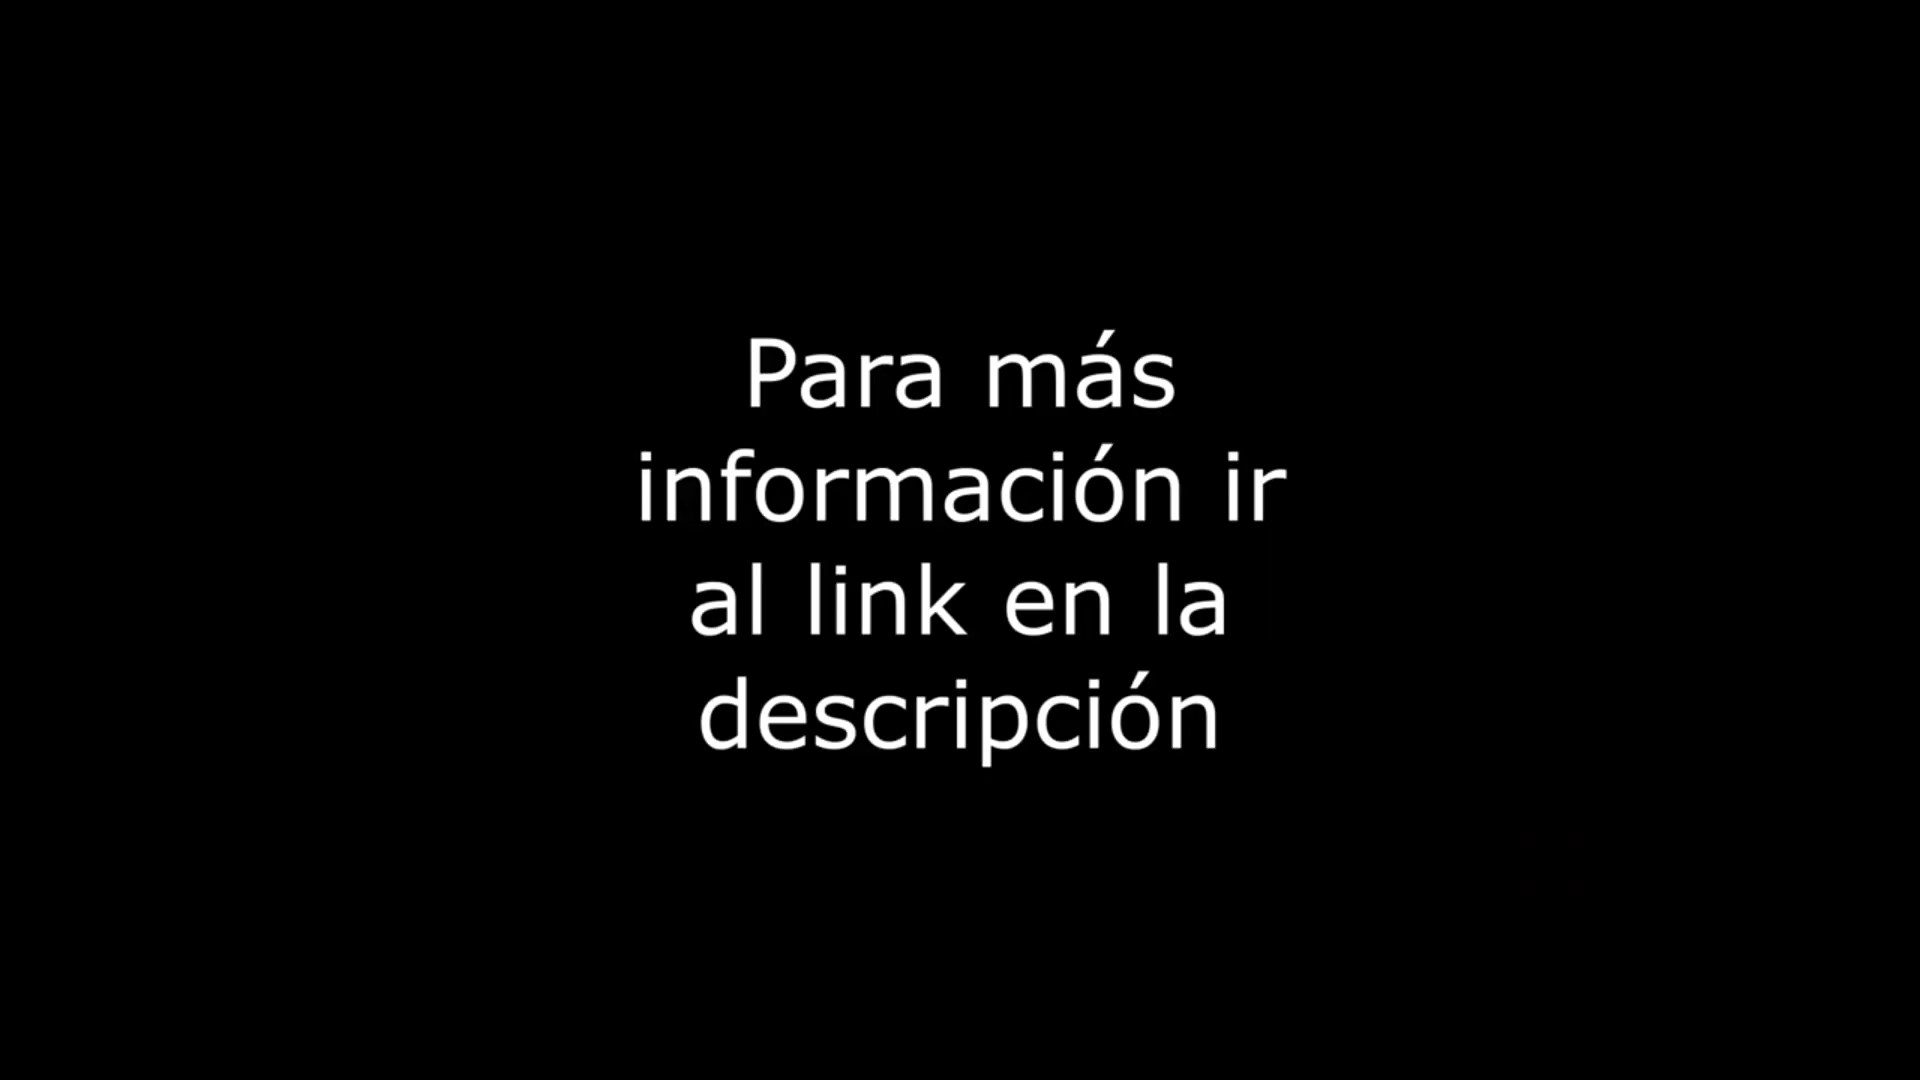 Para más
información ir
al link en la
descripción